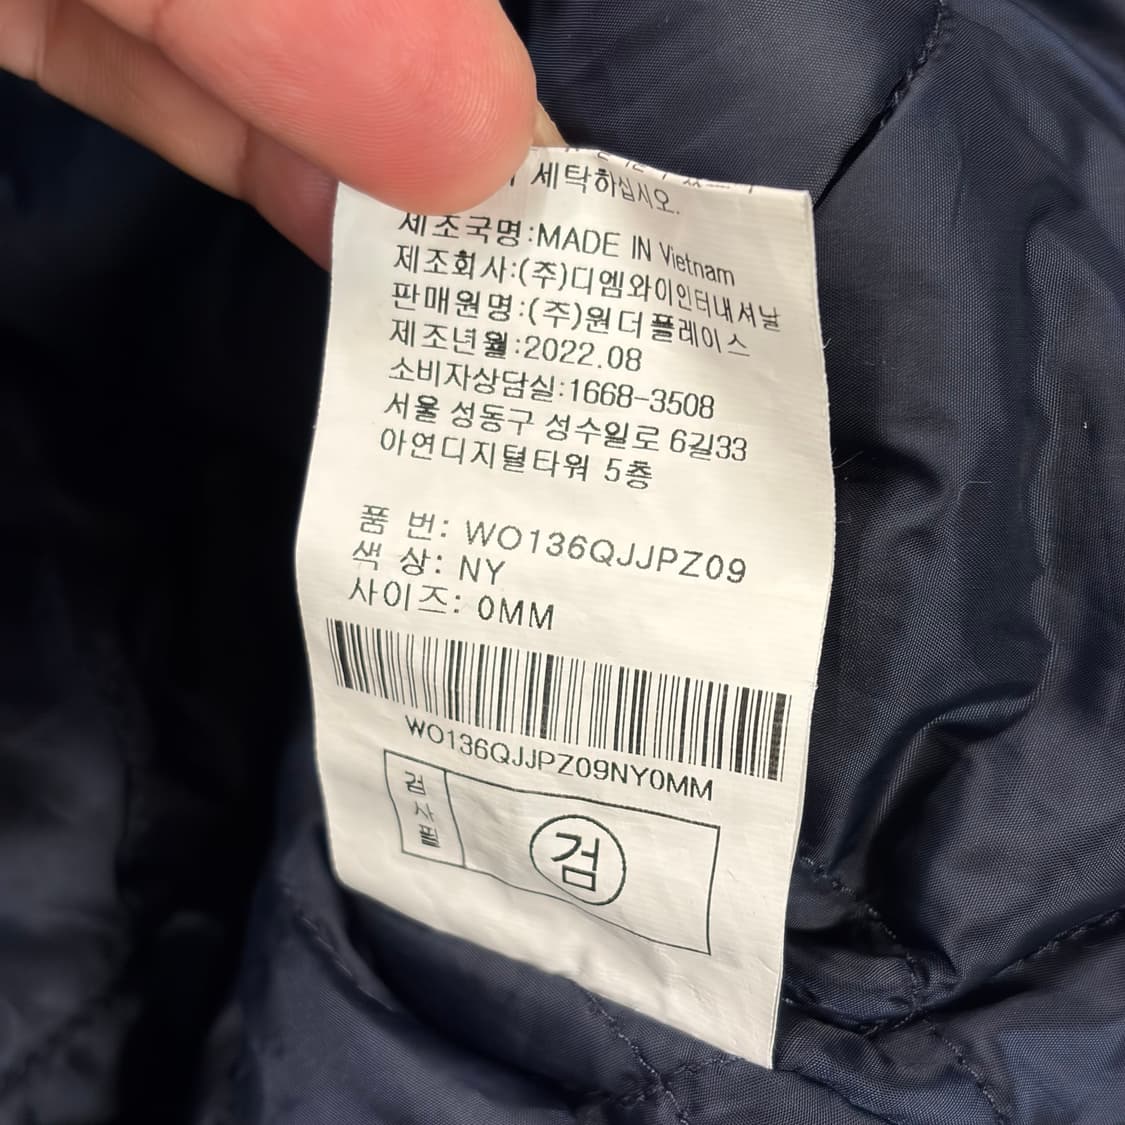 세탁하십시오.
제조국명:MADE IN Vietnam
제조회사:(주)디엠와이인터내셔날
판매원명:(주)원더플레이스
제조년월:2022.08
소비자상담실:1668-3508
서울 성동구 성수일로 6길33
아연디지털타워 5층
품 번: WO136QJJPZ09
색 상: NY
사이즈: 0MM
WO136QJJPZ09NY0MM
검사필
검